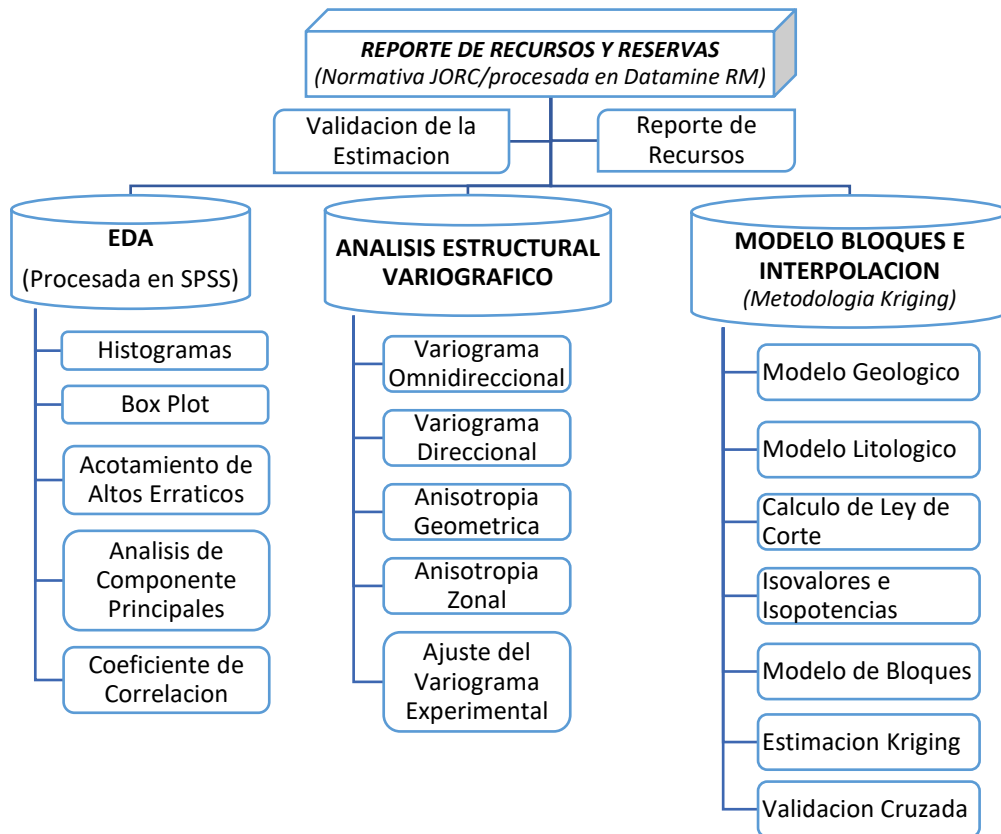 REPORTE DE RECURSOS Y RESERVAS
(Normativa JORC/procesada en Datamine RM)
Validacion de la
Estimacion
Reporte de
Recursos
EDA
(Procesada en SPSS)
Histogramas
Box Plot
Acotamiento de
Altos Erraticos
Analisis de
Componente
Principales
Coeficiente de
Correlacion
ANALISIS ESTRUCTURAL
VARIOGRAFICO
Variograma
Omnidireccional
Variograma
Direccional
Anisotropia
Geometrica
Anisotropia
Zonal
Ajuste del
Variograma
Experimental
MODELO BLOQUES E
INTERPOLACION
(Metodologia Kriging)
Modelo Geologico
Modelo Litologico
Calculo de Ley de
Corte
Isovalores e
Isopotencias
Modelo de Bloques
Estimacion Kriging
Validacion Cruzada